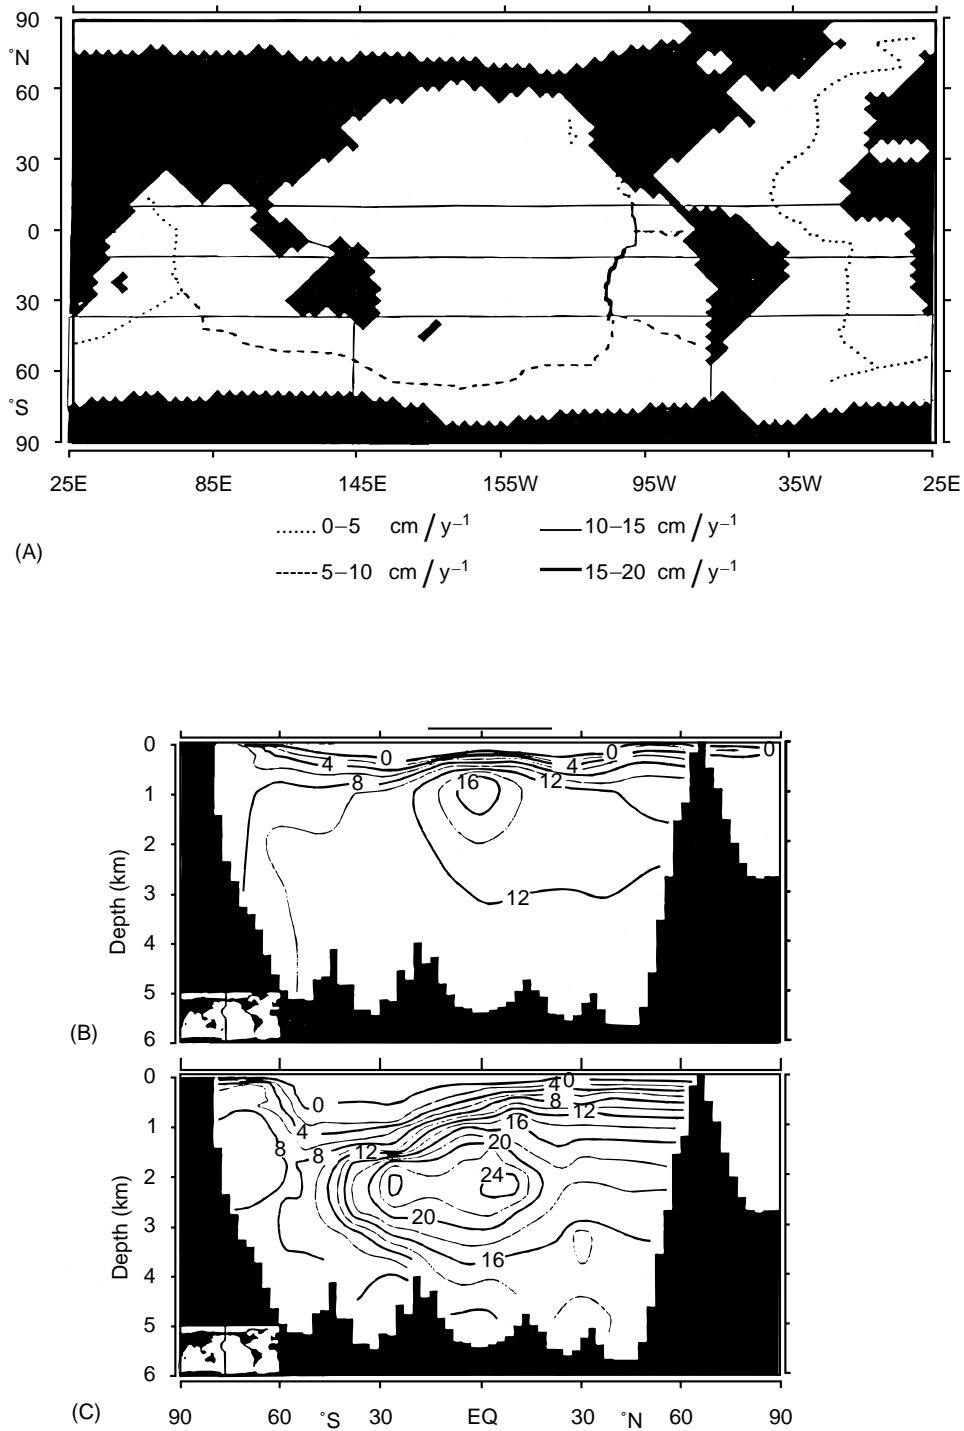 90
°N
60
30
0
30
60
°S
90
25E 85E 145E 155W 95W 35W 25E
(A)
0–5 cm / y⁻¹ 10–15 cm / y⁻¹
5–10 cm / y⁻¹ 15–20 cm / y⁻¹
0
1
2
3
4
5
6
Depth (km)
0 0 0
4 4
8 12
16
12
(B)
0
1
2
3
4
5
6
Depth (km)
0
0 4
8
4 12
8 8 12 16
20
24
20
16
(C)
90 °S 60 30 EQ 30 °N 60 90